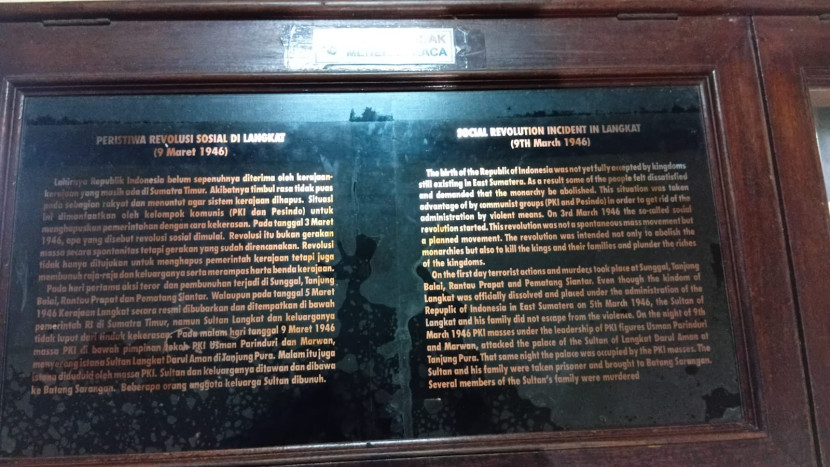 MENE ACA
PERISTIWA REVOLUSI SOSIAL DI LANGKAT
(9 Maret 1946)
Lahirnya Republik Indonesia belum sepenuhnya diterima oleh kerajaan-
kerajaan yang masih ada di Sumatra Timur. Akibatnya timbul rasa tidak puas
pada sebagian rakyat dan menuntut agar sistem kerajaan dihapus. Situasi
ini dimanfaatkan oleh kelompok komunis (PKI dan Pesindo) untuk
menghapuskan pemerintahan dengan cara kekerasan. Pada tanggal 3 Maret
1946, apa yang disebut revolusi sosial dimulai. Revolusi itu bukan gerakan
massa secara spontanitas tetapi gerakan yang sudah direncanakan. Revolusi
tidak hanya ditujukan untuk menghapus pemerintah kerajaan tetapi juga
membunuh raja-raja dan keluarganya serta merampas harta benda kerajaan.
Pada hari pertama aksi teror dan pembunuhan terjadi di Sunggal, Tanjung
Balai, Rantau Prapat dan Pematang Siantar. Walaupun pada tanggal 5 Maret
1946 Kerajaan Langkat secara resmi dibubarkan dan ditempatkan di bawah
pemerintah RI di Sumatra Timur, namun Sultan Langkat dan keluarganya
tidak luput dari tindak kekerasan. Pada malam hari tanggal 9 Maret 1946
massa PKI di bawah pimpinan tokoh PKI Usman Parinduri dan Marwan,
menyerang istana Sultan Langkat Darul Aman di Tanjung Pura. Malam itu juga
istana diduduki oleh massa PKI. Sultan dan keluarganya ditawan dan dibawa
ke Batang Sarangan. Beberapa orang anggota keluarga Sultan dibunuh.
SOCIAL REVOLUTION INCIDENT IN LANGKAT
(9TH March 1946)
The birth of the Republik of Indonesia was not yet fully accepted by kingdoms
still existing in East Sumatera. As a result some of the people felt dissatisfied
and demanded that the monarchy be abolished. This situation was taken
advantage of by communist groups (PKI and Pesindo) in order to get rid of the
administration by violent means. On 3rd March 1946 the so-called social
revolution started. This revolution was not a spontaneous mass movement but
a planned movement. The revolution was intended not only to abolish the
monarchies but also to kill the kings and their families and plunder the riches
of the kingdoms.
On the first day terrorist actions and murders took place at Sunggal, Tanjung
Balai, Rantau Prapat and Pematang Siantar. Even though the kindom of
Langkat was officially dissolved and placed under the administration of the
Republic of Indonesia in East Sumatera on 5th March 1946, the Sultan of
Langkat and his family did not escape from the violence. On the night of 9th
March 1946 PKI masses under the leadership of PKI figures Usman Parinduri
and Marwan, attacked the palace of the Sultan of Langkat Darul Aman at
Tanjung Pura. That same night the palace was occupied by the PKI masses. The
Sultan and his family were taken prisoner and brought to Batang Sarangan.
Several members of the Sultan's family were murdered